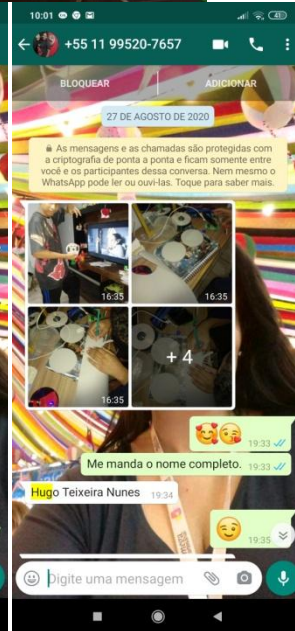 10:01
+55 11 99520-7657
BLOQUEAR
ADICIONAR
27 DE AGOSTO DE 2020
As mensagens e as chamadas são protegidas com
a criptografia de ponta a ponta e ficam somente entre
você e os participantes dessa conversa. Nem mesmo o
WhatsApp pode ler ou ouvi-las. Toque para saber mais.
16:35
16:35
16:35
+ 4
19:33
Me manda o nome completo. 19:33
Hugo Teixeira Nunes 19:34
19:35
Digite uma mensagem